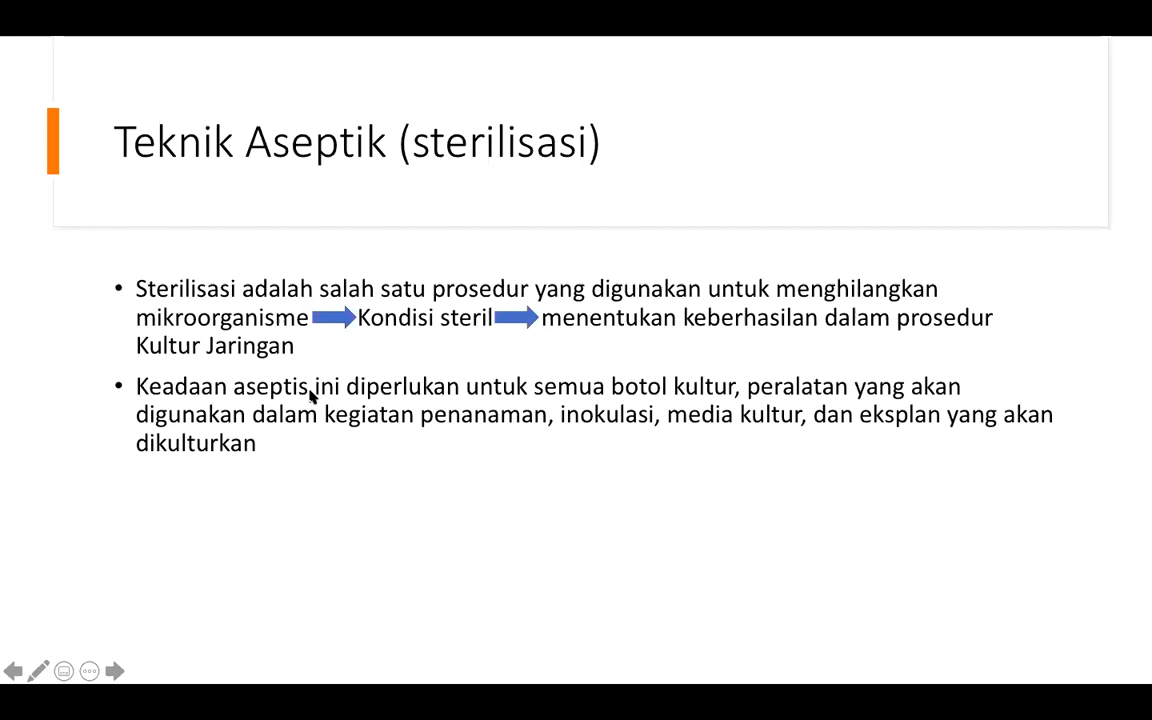 Teknik Aseptik (sterilisasi)
• Sterilisasi adalah salah satu prosedur yang digunakan untuk menghilangkan
mikroorganisme Kondisi steril menentukan keberhasilan dalam prosedur
Kultur Jaringan
• Keadaan aseptis ini diperlukan untuk semua botol kultur, peralatan yang akan
digunakan dalam kegiatan penanaman, inokulasi, media kultur, dan eksplan yang akan
dikulturkan